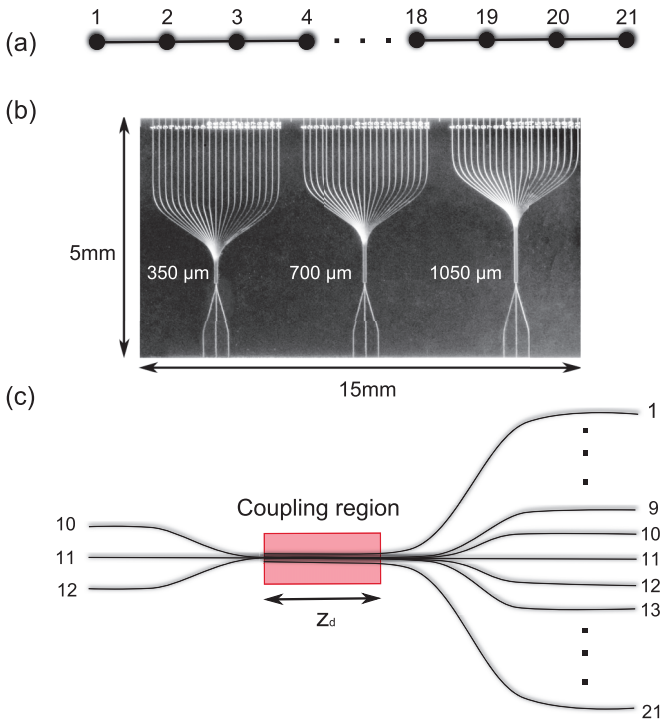 (a)
1 2 3 4 18 19 20 21
(b)
5mm
350 µm 700 µm 1050 µm
15mm
(c)
1
Coupling region
10
11
12
9
10
11
12
13
z_d
21